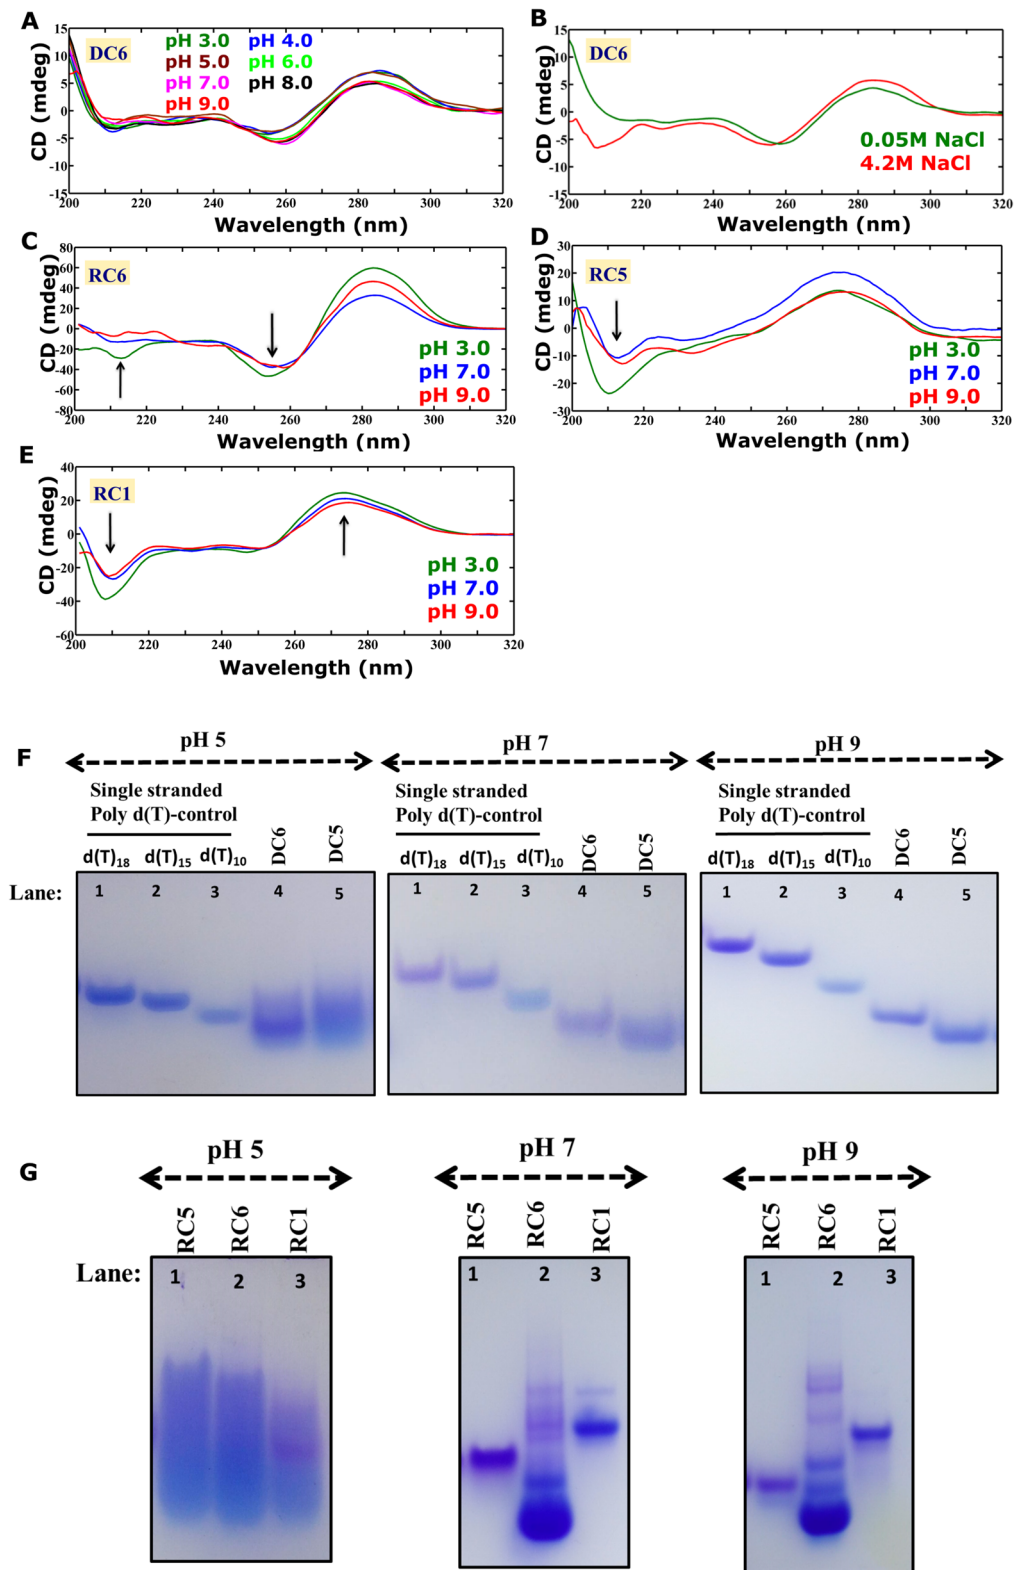 A
DC6
pH 3.0 pH 4.0
pH 5.0 pH 6.0
pH 7.0 pH 8.0
pH 9.0
CD (mdeg)
15
10
5
0
-5
-10
-15
200 220 240 260 280 300 320
Wavelength (nm)
B
DC6
0.05M NaCl
4.2M NaCl
CD (mdeg)
15
10
5
0
-5
-10
-15
200 220 240 260 280 300 320
Wavelength (nm)
C
RC6
pH 3.0
pH 7.0
pH 9.0
CD (mdeg)
80
60
40
20
0
-20
-40
-60
-80
200 220 240 260 280 300 320
Wavelength (nm)
D
RC5
pH 3.0
pH 7.0
pH 9.0
CD (mdeg)
30
20
10
0
-10
-20
-30
200 220 240 260 280 300 320
Wavelength (nm)
E
RC1
pH 3.0
pH 7.0
pH 9.0
CD (mdeg)
40
20
0
-20
-40
-60
200 220 240 260 280 300 320
Wavelength (nm)
F
pH 5
Single stranded
Poly d(T)-control
d(T)18 d(T)15 d(T)10 DC6 DC5
Lane: 1 2 3 4 5
pH 7
Single stranded
Poly d(T)-control
d(T)18 d(T)15 d(T)10 DC6 DC5
1 2 3 4 5
pH 9
Single stranded
Poly d(T)-control
d(T)18 d(T)15 d(T)10 DC6 DC5
1 2 3 4 5
G
pH 5
RC5 RC6 RC1
Lane: 1 2 3
pH 7
RC5 RC6 RC1
1 2 3
pH 9
RC5 RC6 RC1
1 2 3